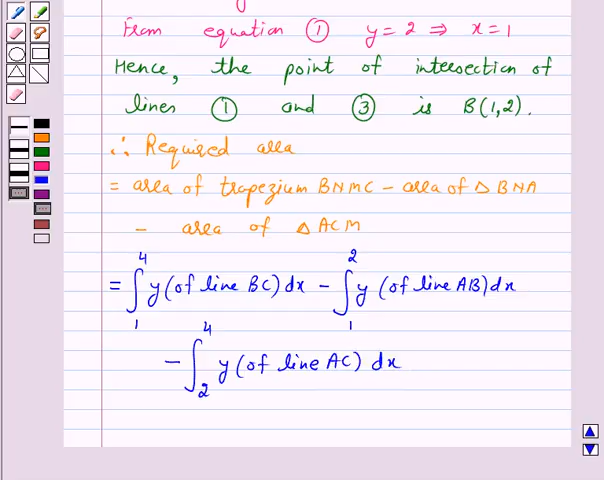 From equation ① y = 2 ⇒ x = 1
Hence, the point of intersection of
lines ① and ③ is B(1,2).
∴ Required area
= area of trapezium BNMC − area of △ BNA
− area of △ ACM
= ∫₁⁴ y (of line BC) dx − ∫₁² y (of line AB) dx
− ∫₂⁴ y (of line AC) dx